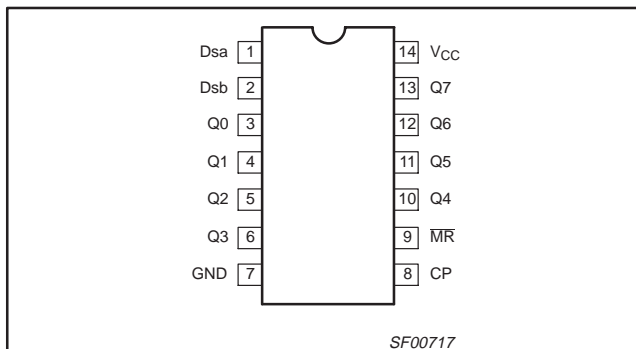 Dsa 1 14 VCC
Dsb 2 13 Q7
Q0 3 12 Q6
Q1 4 11 Q5
Q2 5 10 Q4
Q3 6 9 M̅R̅
GND 7 8 CP
SF00717